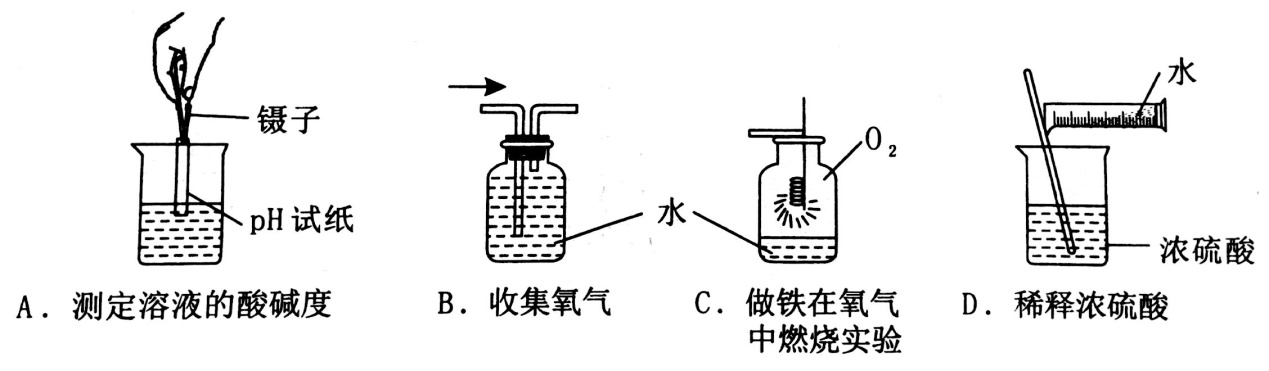 镊子
pH试纸
水
O₂
水
浓硫酸
A. 测定溶液的酸碱度
B. 收集氧气
C. 做铁在氧气
中燃烧实验
D. 稀释浓硫酸